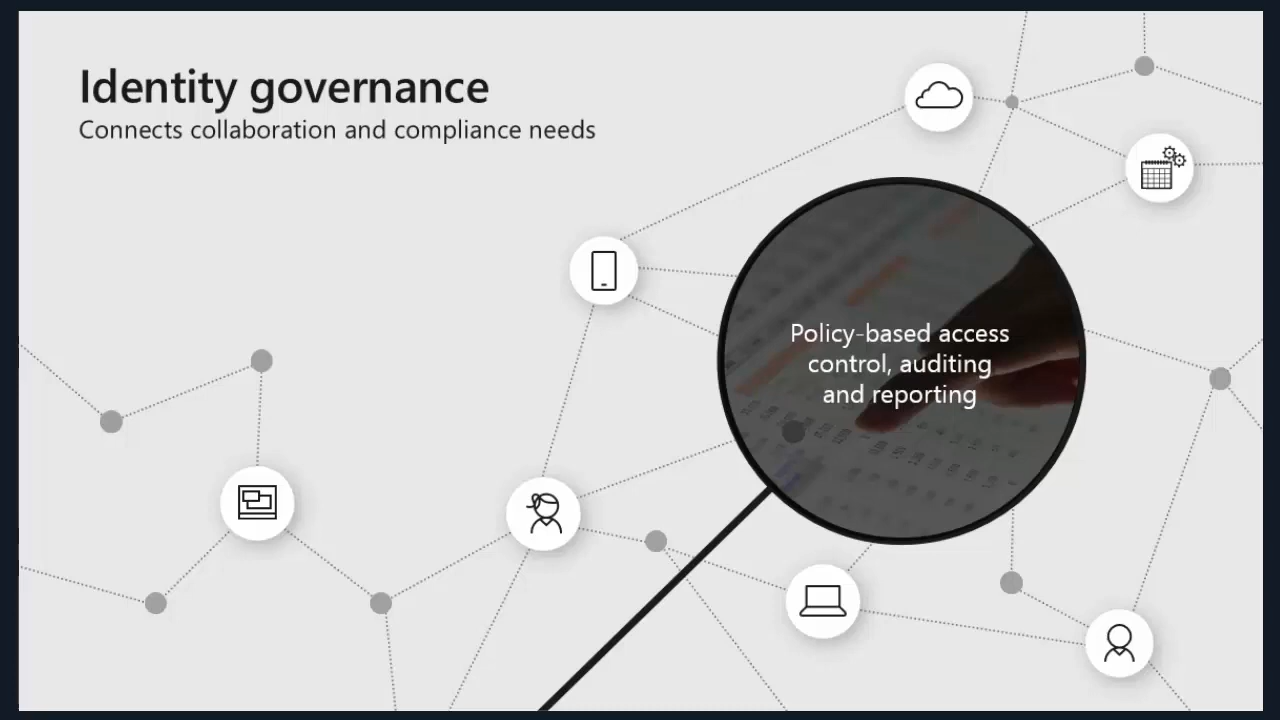 Identity governance
Connects collaboration and compliance needs
Policy-based access
control, auditing
and reporting